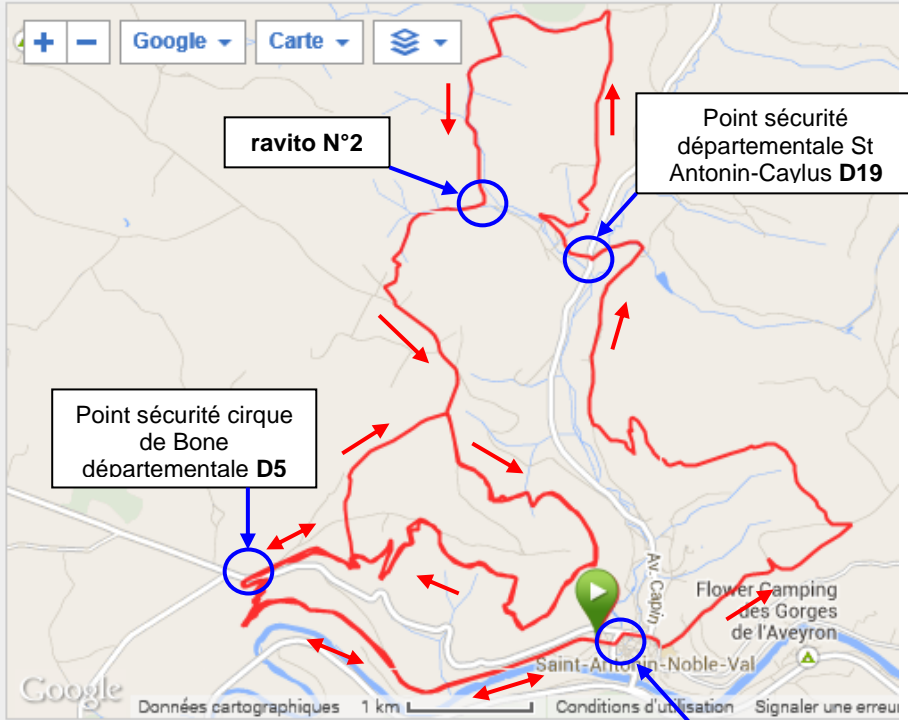 + −
Google
Carte
ravito N°2
Point sécurité
départementale St
Antonin-Caylus D19
Point sécurité cirque
de Bone
départementale D5
Av. Capin
Flower Camping
des Gorges
de l'Aveyron
Saint-Antonin-Noble-Val
Google
Données cartographiques
1 km
Conditions d'utilisation
Signaler une erreur